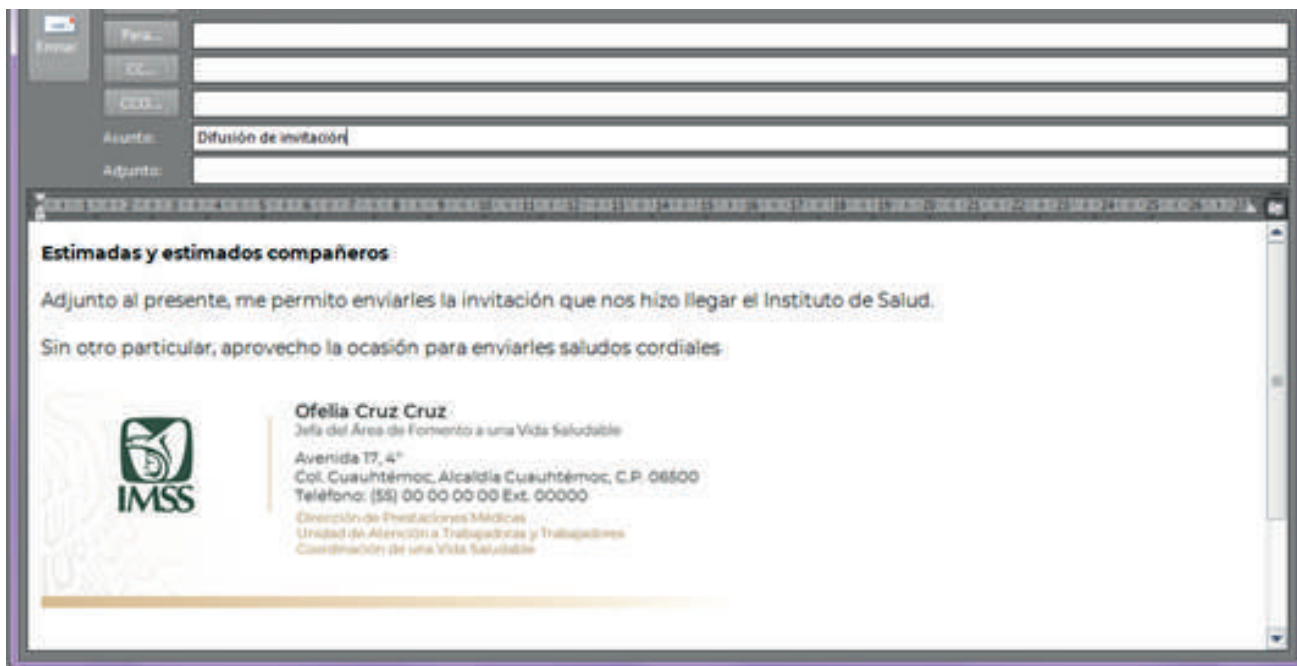 Enviar
Para...
CC...
CCO...
Asunto:
Difusión de invitación
Adjunto:
Estimadas y estimados compañeros
Adjunto al presente, me permito enviarles la invitación que nos hizo llegar el Instituto de Salud.
Sin otro particular, aprovecho la ocasión para enviarles saludos cordiales
IMSS
Ofelia Cruz Cruz
Jefa del Área de Fomento a una Vida Saludable
Avenida 17, 4°
Col. Cuauhtémoc, Alcaldía Cuauhtémoc, C.P. 06500
Teléfono: (55) 00 00 00 00 Ext. 00000
Dirección de Prestaciones Médicas
Unidad de Atención a Trabajadoras y Trabajadores
Coordinación de una Vida Saludable